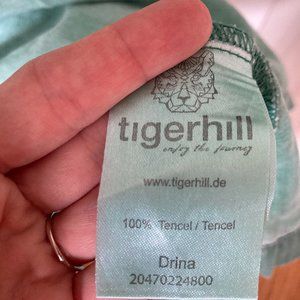 tigerhill
enjoy the journey
www.tigerhill.de
100% Tencel / Tencel
Drina
20470224800